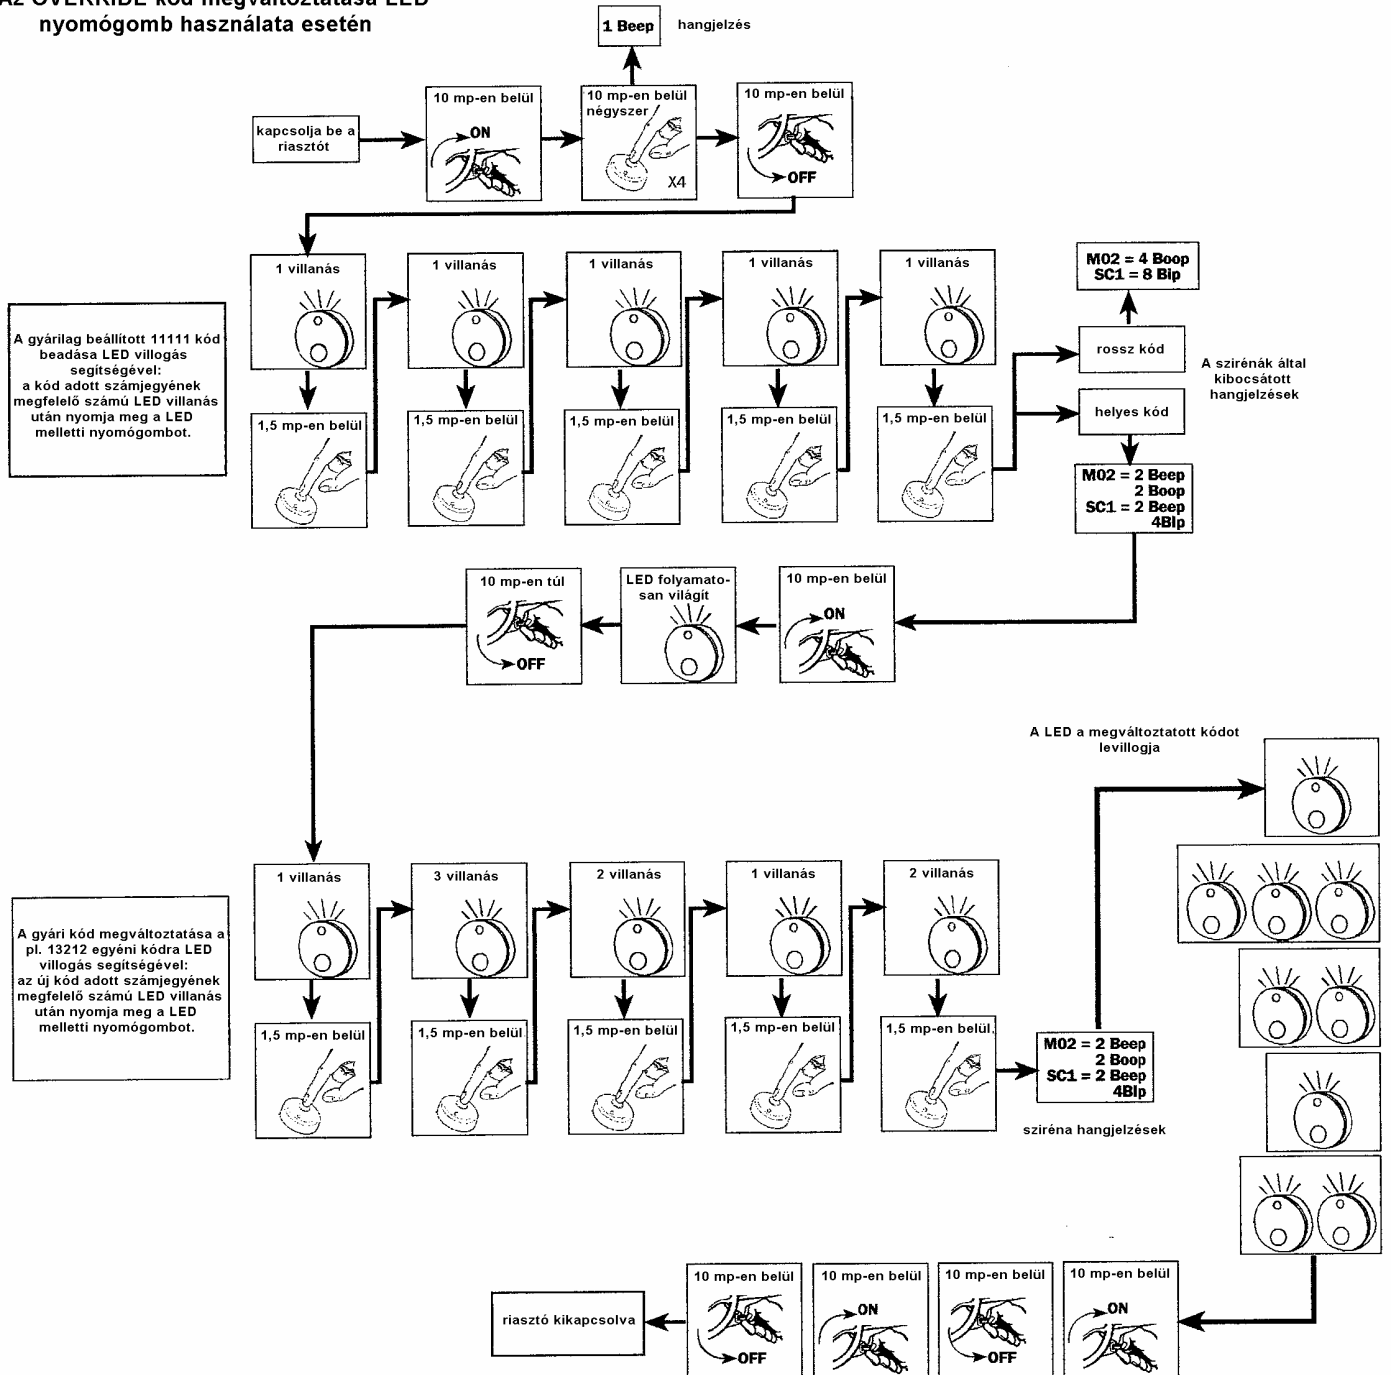 Az OVERRIDE kód megváltoztatása LED
nyomógomb használata esetén
1 Beep
hangjelzés
kapcsolja be a
riasztót
10 mp-en belül
ON
10 mp-en belül
négyszer
X4
10 mp-en belül
OFF
1 villanás
1 villanás
1 villanás
1 villanás
1 villanás
A gyárilag beállított 11111 kód
beadása LED villogás
segítségével:
a kód adott számjegyének
megfelelő számú LED villanás
után nyomja meg a LED
melletti nyomógombot.
1,5 mp-en belül
1,5 mp-en belül
1,5 mp-en belül
1,5 mp-en belül
1,5 mp-en belül
M02 = 4 Boop
SC1 = 8 Bip
rossz kód
helyes kód
A szirénák által
kibocsátott
hangjelzések
M02 = 2 Beep
2 Boop
SC1 = 2 Beep
4Bip
10 mp-en belül
ON
LED folyamato-
san világít
10 mp-en túl
OFF
1 villanás
3 villanás
2 villanás
1 villanás
2 villanás
A gyári kód megváltoztatása a
pl. 13212 egyéni kódra LED
villogás segítségével:
az új kód adott számjegyének
megfelelő számú LED villanás
után nyomja meg a LED
melletti nyomógombot.
1,5 mp-en belül
1,5 mp-en belül
1,5 mp-en belül
1,5 mp-en belül
1,5 mp-en belül.
M02 = 2 Beep
2 Boop
SC1 = 2 Beep
4Bip
sziréna hangjelzések
A LED a megváltoztatott kódot
levillogja
10 mp-en belül
ON
10 mp-en belül
OFF
10 mp-en belül
ON
10 mp-en belül
OFF
riasztó kikapcsolva